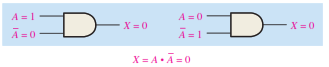 A = 1
A̅ = 0
X = 0
A = 0
A̅ = 1
X = 0
X = A • A̅ = 0